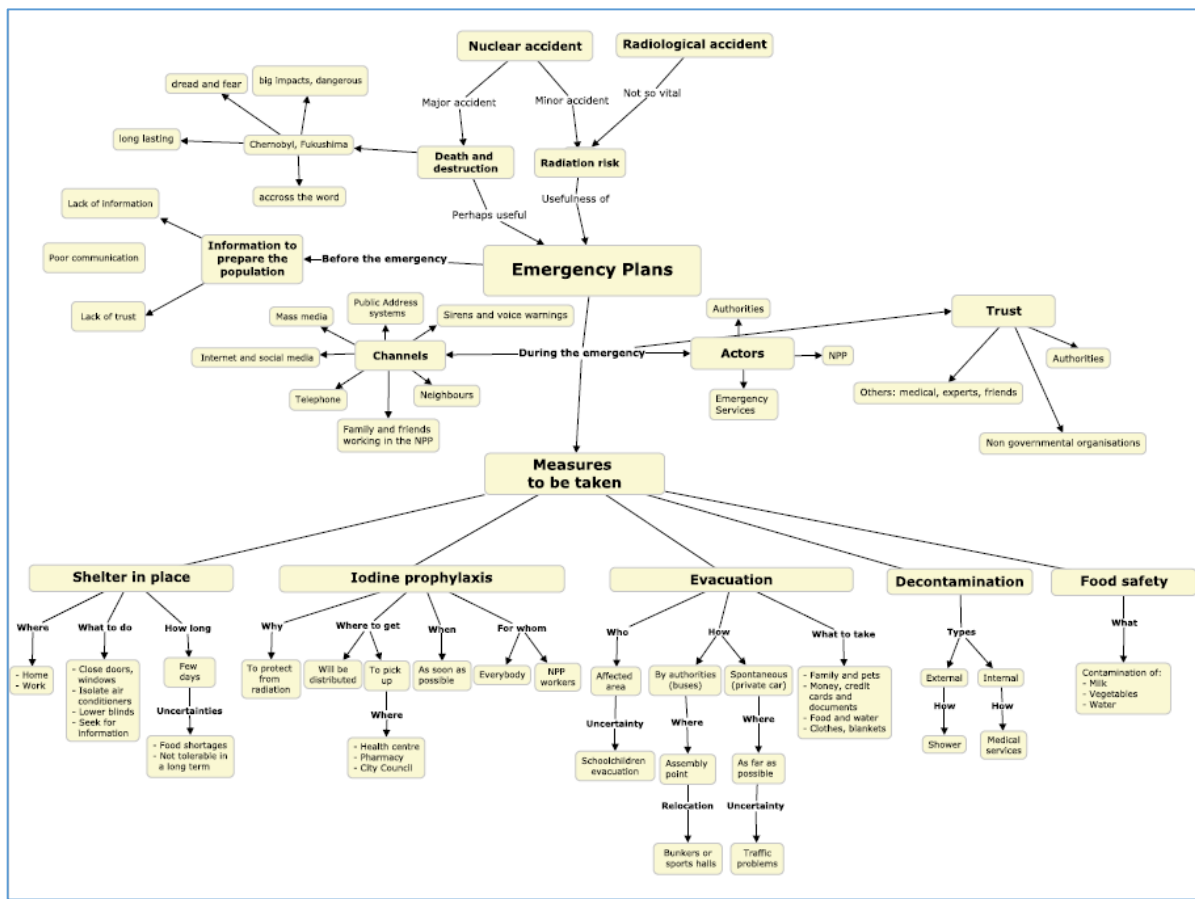 Nuclear accident
Radiological accident
dread and fear
big impacts, dangerous
Major accident
Minor accident
Not so vital
long lasting
Chernobyl, Fukushima
Death and
destruction
Radiation risk
accross the word
Lack of information
Perhaps useful
Usefulness of
Poor communication
Information to
prepare the
population
Before the emergency
Emergency Plans
Lack of trust
Mass media
Public Address
systems
Sirens and voice warnings
Authorities
Trust
Internet and social media
Channels
During the emergency
Actors
NPP
Authorities
Telephone
Neighbours
Emergency
Services
Others: medical, experts, friends
Family and friends
working in the NPP
Non governmental organisations
Measures
to be taken
Shelter in place
Iodine prophylaxis
Evacuation
Decontamination
Food safety
Where
What to do
How long
Why
Where to get
When
For whom
Who
How
What to take
Types
What
- Home
- Work
- Close doors,
windows
- Isolate air
conditioners
- Lower blinds
- Seek for
information
Few
days
Uncertainties
- Food shortages
- Not tolerable in
a long term
To protect
from
radiation
Will be
distributed
To pick
up
Where
- Health centre
- Pharmacy
- City Council
As soon as
possible
Everybody
NPP
workers
Affected
area
Uncertainty
Schoolchildren
evacuation
By authorities
(buses)
Where
Assembly
point
Relocation
Bunkers or
sports halls
Spontaneous
(private car)
Where
As far as
possible
Uncertainty
Traffic
problems
- Family and pets
- Money, credit
cards and
documents
- Food and water
- Clothes, blankets
External
How
Shower
Internal
How
Medical
services
Contamination of:
- Milk
- Vegetables
- Water